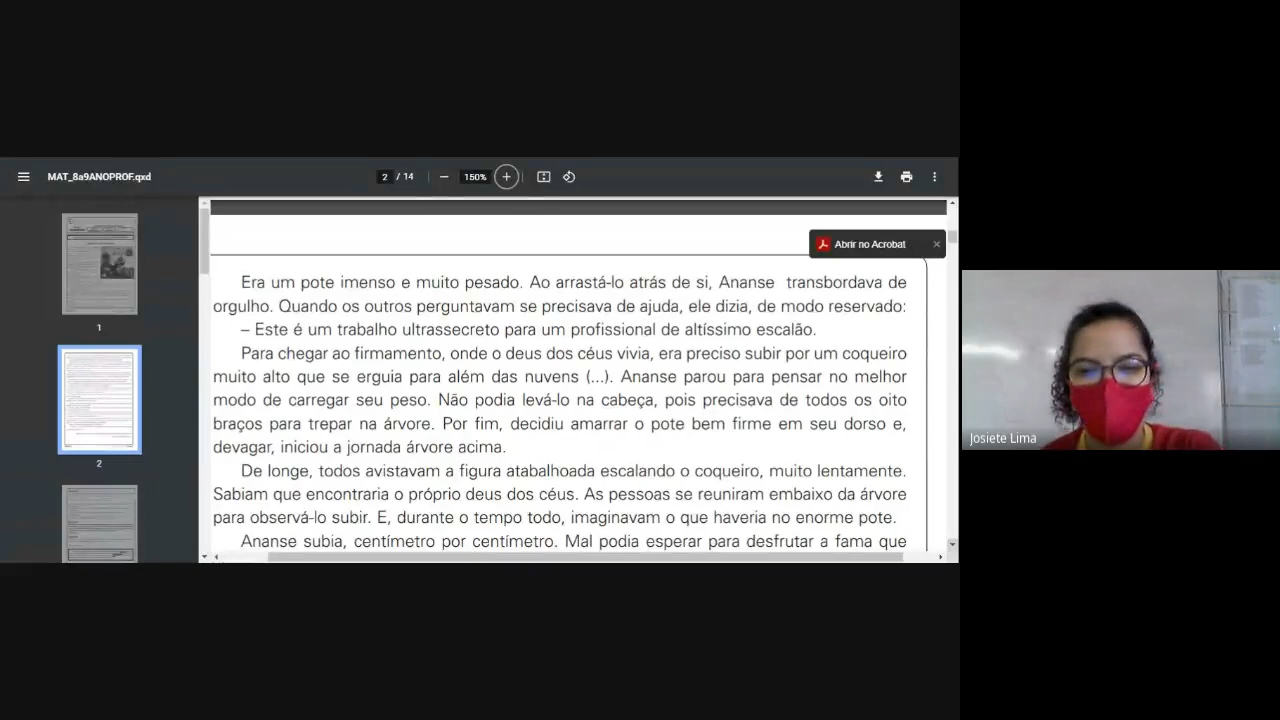 MAT_8a9ANOPROF.qxd
2 / 14
150%
Abrir no Acrobat
Era um pote imenso e muito pesado. Ao arrastá-lo atrás de si, Ananse transbordava de
orgulho. Quando os outros perguntavam se precisava de ajuda, ele dizia, de modo reservado:
– Este é um trabalho ultrassecreto para um profissional de altíssimo escalão.
Para chegar ao firmamento, onde o deus dos céus vivia, era preciso subir por um coqueiro
muito alto que se erguia para além das nuvens (...). Ananse parou para pensar no melhor
modo de carregar seu peso. Não podia levá-lo na cabeça, pois precisava de todos os oito
braços para trepar na árvore. Por fim, decidiu amarrar o pote bem firme em seu dorso e,
devagar, iniciou a jornada árvore acima.
De longe, todos avistavam a figura atabalhoada escalando o coqueiro, muito lentamente.
Sabiam que encontraria o próprio deus dos céus. As pessoas se reuniram embaixo da árvore
para observá-lo subir. E, durante o tempo todo, imaginavam o que haveria no enorme pote.
Ananse subia, centímetro por centímetro. Mal podia esperar para desfrutar a fama que
1
2
Josiete Lima